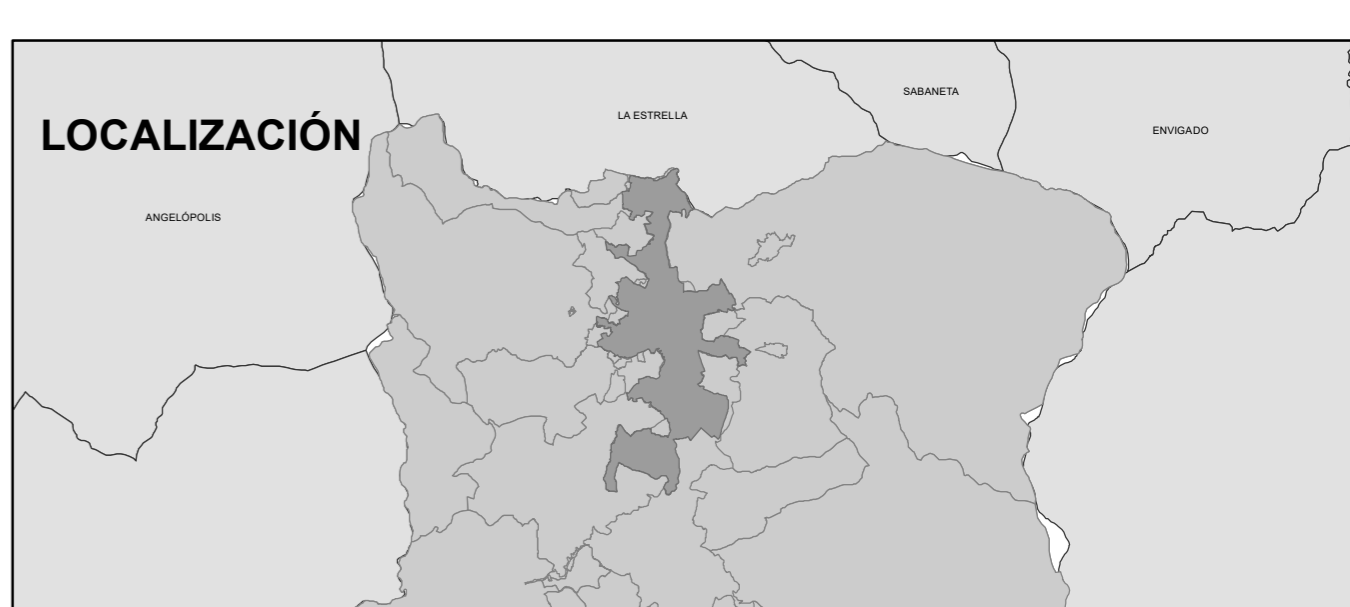 SABANETA
LA ESTRELLA
ENVIGADO
LOCALIZACIÓN
ANGELÓPOLIS